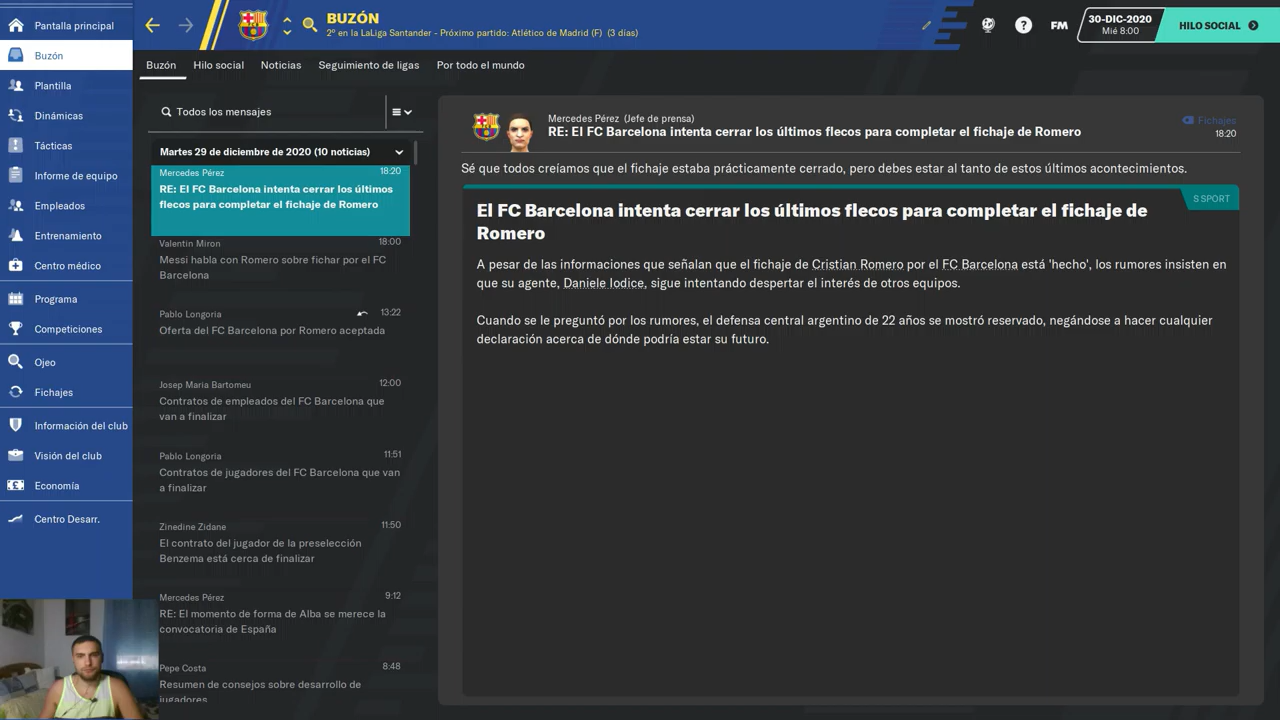 Pantalla principal
Buzón
Plantilla
Dinámicas
Tácticas
Informe de equipo
Empleados
Entrenamiento
Centro médico
Programa
Competiciones
Ojeo
Fichajes
Información del club
Visión del club
Economía
Centro Desarr.
BUZÓN
2º en la LaLiga Santander - Próximo partido: Atlético de Madrid (F) (3 días)
?
FM
30-DIC-2020
Mié 8:00
HILO SOCIAL
Buzón
Hilo social
Noticias
Seguimiento de ligas
Por todo el mundo
Todos los mensajes
Martes 29 de diciembre de 2020 (10 noticias)
Mercedes Pérez 18:20
RE: El FC Barcelona intenta cerrar los últimos
flecos para completar el fichaje de Romero
Valentin Miron 18:00
Messi habla con Romero sobre fichar por el FC
Barcelona
Pablo Longoria 13:22
Oferta del FC Barcelona por Romero aceptada
Josep Maria Bartomeu 12:00
Contratos de empleados del FC Barcelona que
van a finalizar
Pablo Longoria 11:51
Contratos de jugadores del FC Barcelona que van
a finalizar
Zinedine Zidane 11:50
El contrato del jugador de la preselección
Benzema está cerca de finalizar
Mercedes Pérez 9:12
RE: El momento de forma de Alba se merece la
convocatoria de España
Pepe Costa 8:48
Resumen de consejos sobre desarrollo de
jugadores
Mercedes Pérez (Jefe de prensa)
RE: El FC Barcelona intenta cerrar los últimos flecos para completar el fichaje de Romero
Fichajes
18:20
Sé que todos creíamos que el fichaje estaba prácticamente cerrado, pero debes estar al tanto de estos últimos acontecimientos.
S SPORT
El FC Barcelona intenta cerrar los últimos flecos para completar el fichaje de
Romero
A pesar de las informaciones que señalan que el fichaje de Cristian Romero por el FC Barcelona está 'hecho', los rumores insisten en
que su agente, Daniele Iodice, sigue intentando despertar el interés de otros equipos.
Cuando se le preguntó por los rumores, el defensa central argentino de 22 años se mostró reservado, negándose a hacer cualquier
declaración acerca de dónde podría estar su futuro.